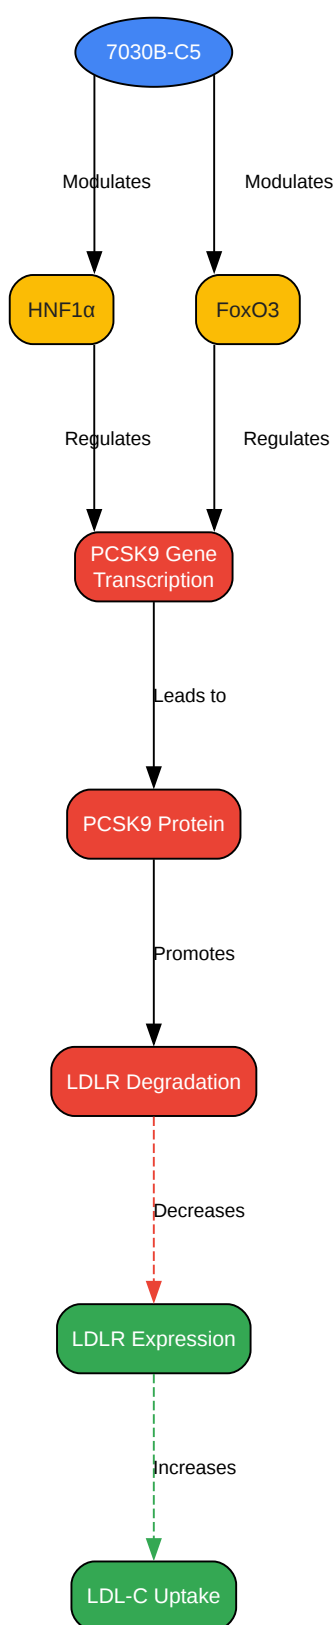 7030B-C5
Modulates
Modulates
HNF1α
FoxO3
Regulates
Regulates
PCSK9 Gene
Transcription
Leads to
PCSK9 Protein
Promotes
LDLR Degradation
Decreases
LDLR Expression
Increases
LDL-C Uptake